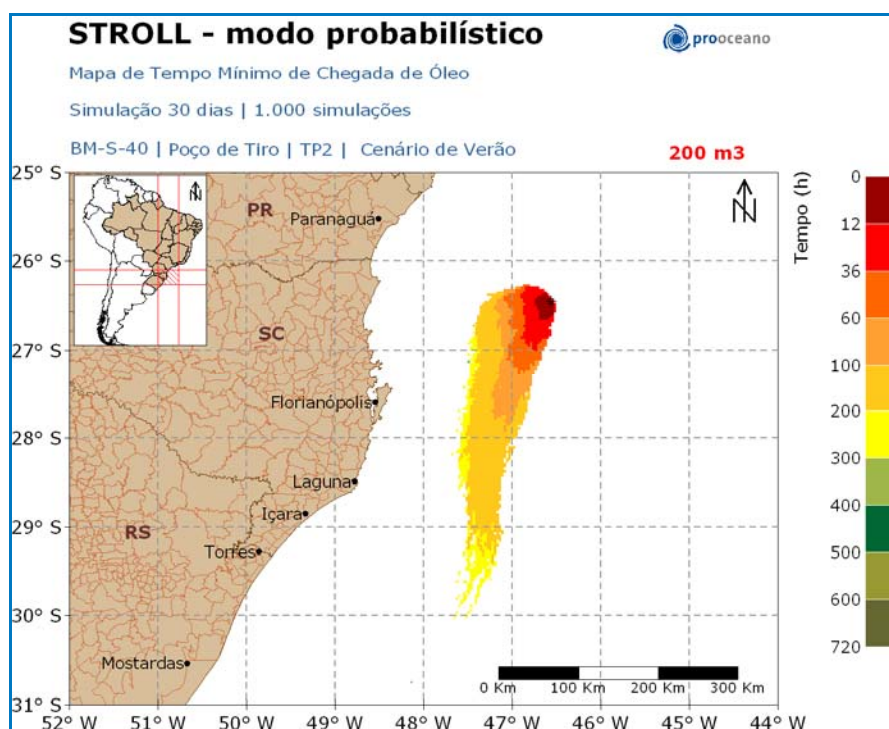 STROLL - modo probabilístico
prooceano
Mapa de Tempo Mínimo de Chegada de Óleo
Simulação 30 dias | 1.000 simulações
BM-S-40 | Poço de Tiro | TP2 | Cenário de Verão
200 m3
25° S
26° S
27° S
28° S
29° S
30° S
31° S
N
PR
Paranaguá
SC
Florianópolis
Laguna
Içara
RS
Torres
Mostardas
N
0 Km 100 Km 200 Km 300 Km
52 W 51° W 50° W 49° W 48° W 47° W 46° W 45° W 44° W
Tempo (h)
0
12
36
60
100
200
300
400
500
600
720